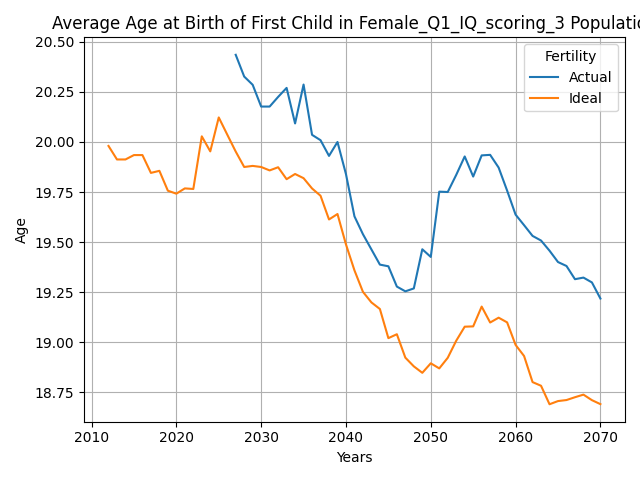 Average Age at Birth of First Child in Female_Q1_IQ_scoring_3 Populatio
20.50
20.25
20.00
19.75
19.50
19.25
19.00
18.75
Age
Fertility
Actual
Ideal
2010 2020 2030 2040 2050 2060 2070
Years